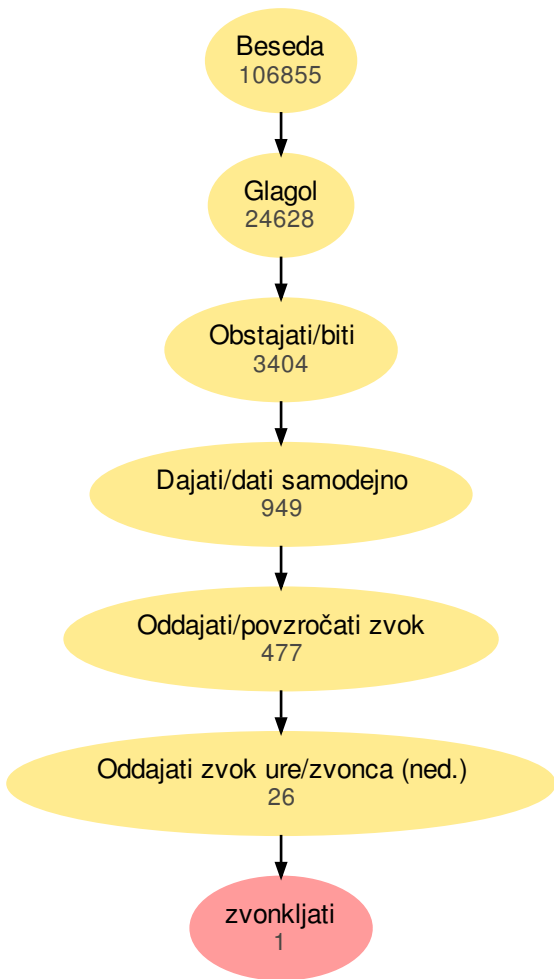 Beseda
106855
Glagol
24628
Obstajati/biti
3404
Dajati/dati samodejno
949
Oddajati/povzročati zvok
477
Oddajati zvok ure/zvonca (ned.)
26
zvonkljati
1